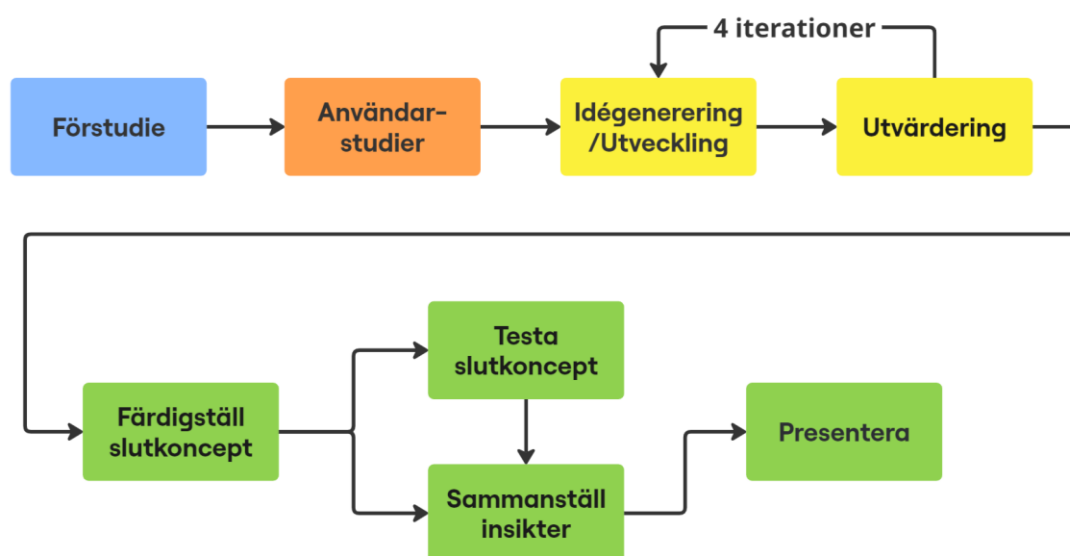 4 iterationer
Förstudie
Användar-
studier
Idégenerering
/Utveckling
Utvärdering
Testa
slutkoncept
Färdigställ
slutkoncept
Presentera
Sammanställ
insikter